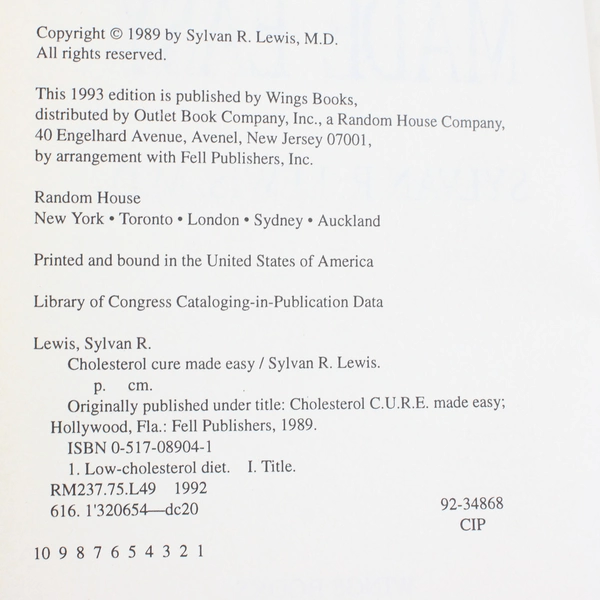 Copyright © 1989 by Sylvan R. Lewis, M.D.
All rights reserved.
This 1993 edition is published by Wings Books,
distributed by Outlet Book Company, Inc., a Random House Company,
40 Engelhard Avenue, Avenel, New Jersey 07001,
by arrangement with Fell Publishers, Inc.
Random House
New York • Toronto • London • Sydney • Auckland
Printed and bound in the United States of America
Library of Congress Cataloging-in-Publication Data
Lewis, Sylvan R.
Cholesterol cure made easy / Sylvan R. Lewis.
p. cm.
Originally published under title: Cholesterol C.U.R.E. made easy;
Hollywood, Fla.: Fell Publishers, 1989.
ISBN 0-517-08904-1
1. Low-cholesterol diet. I. Title.
RM237.75.L49 1992
616. 1'320654—dc20
92-34868
CIP
10 9 8 7 6 5 4 3 2 1